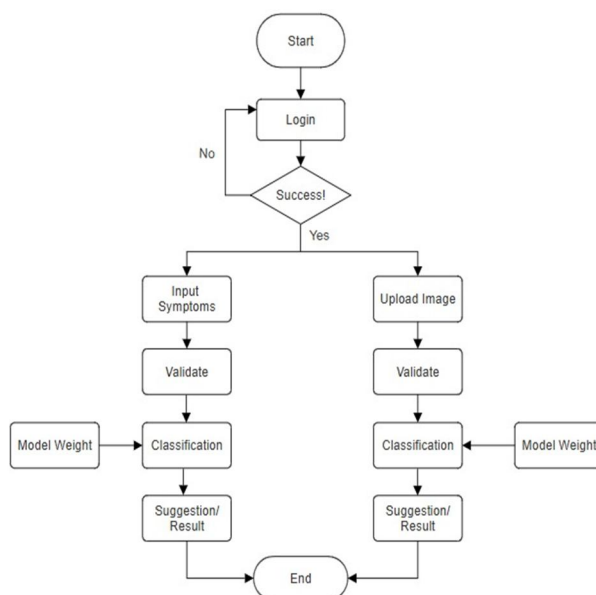 Start
Login
No
Success!
Yes
Input
Symptoms
Upload Image
Validate
Validate
Model Weight
Classification
Classification
Model Weight
Suggestion/
Result
Suggestion/
Result
End